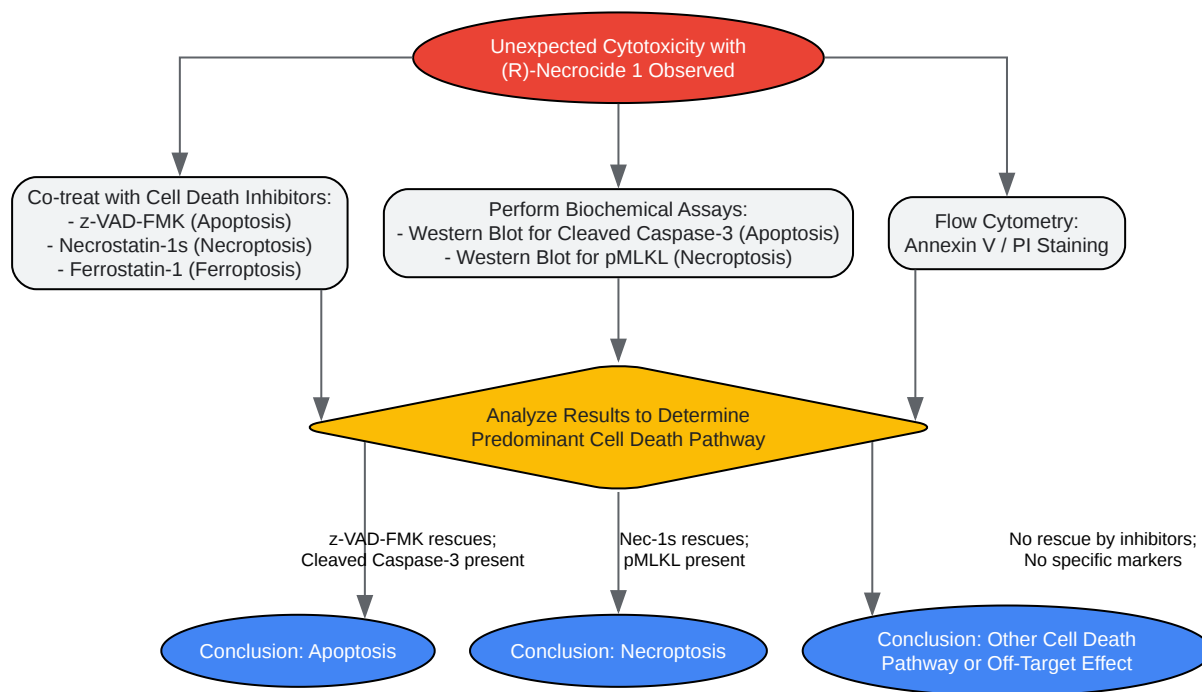 Unexpected Cytotoxicity with
(R)-Necrocide 1 Observed
Co-treat with Cell Death Inhibitors:
- z-VAD-FMK (Apoptosis)
- Necrostatin-1s (Necroptosis)
- Ferrostatin-1 (Ferroptosis)
Perform Biochemical Assays:
- Western Blot for Cleaved Caspase-3 (Apoptosis)
- Western Blot for pMLKL (Necroptosis)
Flow Cytometry:
Annexin V / PI Staining
Analyze Results to Determine
Predominant Cell Death Pathway
z-VAD-FMK rescues;
Cleaved Caspase-3 present
Nec-1s rescues;
pMLKL present
No rescue by inhibitors;
No specific markers
Conclusion: Apoptosis
Conclusion: Necroptosis
Conclusion: Other Cell Death
Pathway or Off-Target Effect